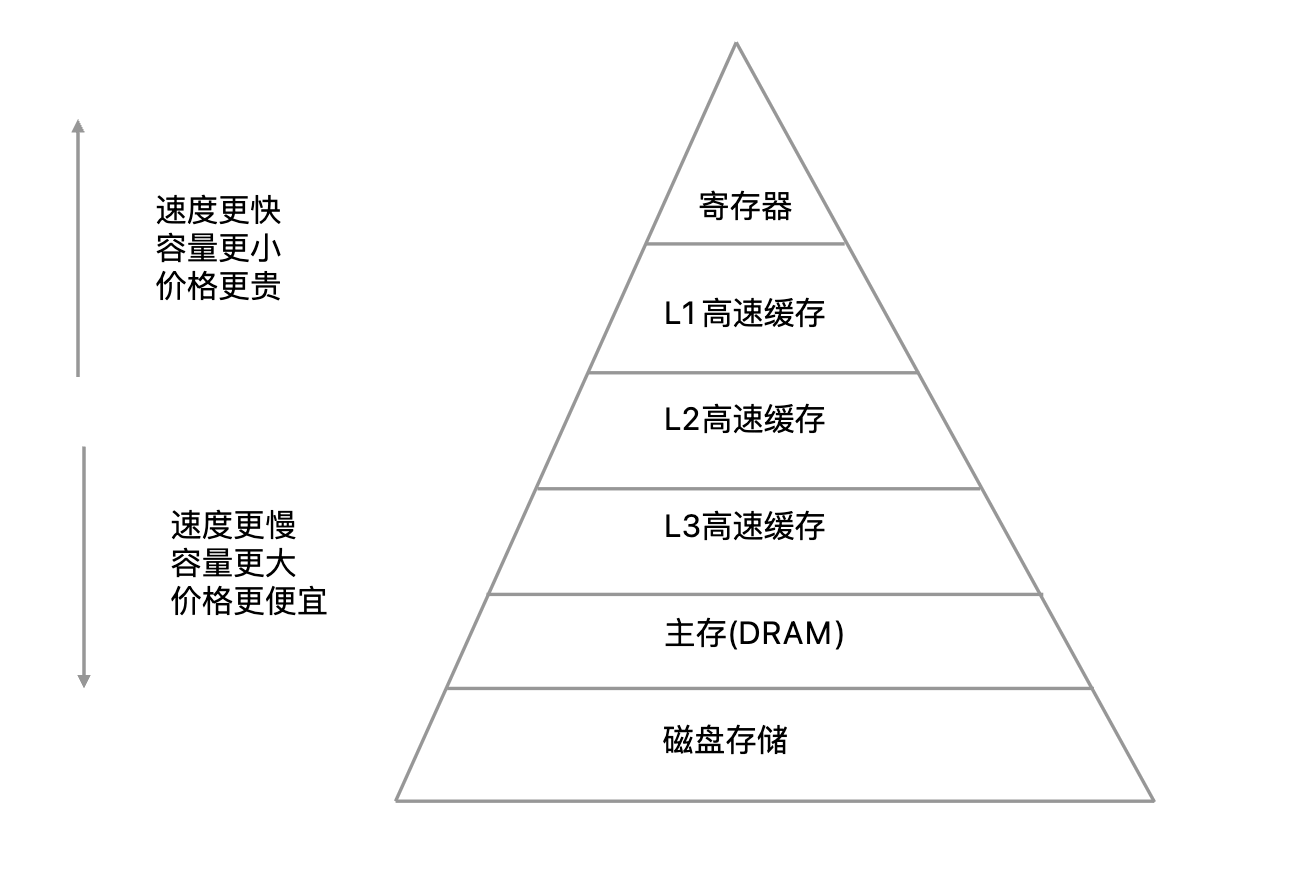 寄存器
速度更快
容量更小
价格更贵
L1高速缓存
L2高速缓存
L3高速缓存
速度更慢
容量更大
价格更便宜
主存(DRAM)
磁盘存储